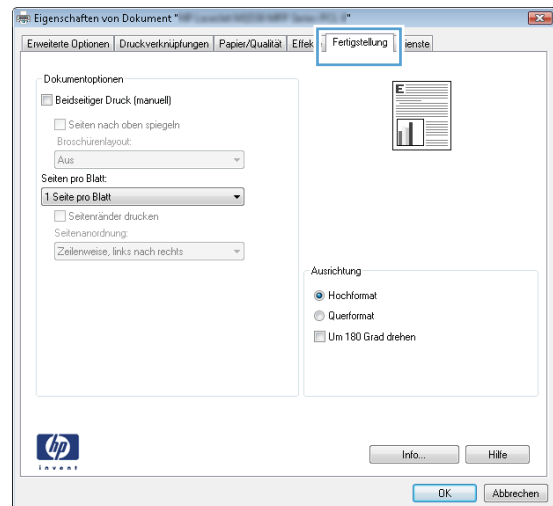 Eigenschaften von Dokument "
Erweiterte Optionen Druckverknüpfungen Papier/Qualität Effek Fertigstellung ienste
Dokumentoptionen
Beidseitiger Druck (manuell)
E
Seiten nach oben spiegeln
Broschürenlayout:
Aus
Seiten pro Blatt:
1 Seite pro Blatt
Seitenränder drucken
Seitenanordnung:
Zeilenweise, links nach rechts
Ausrichtung
Hochformat
Querformat
Um 180 Grad drehen
hp
invent
Info... Hilfe
OK Abbrechen